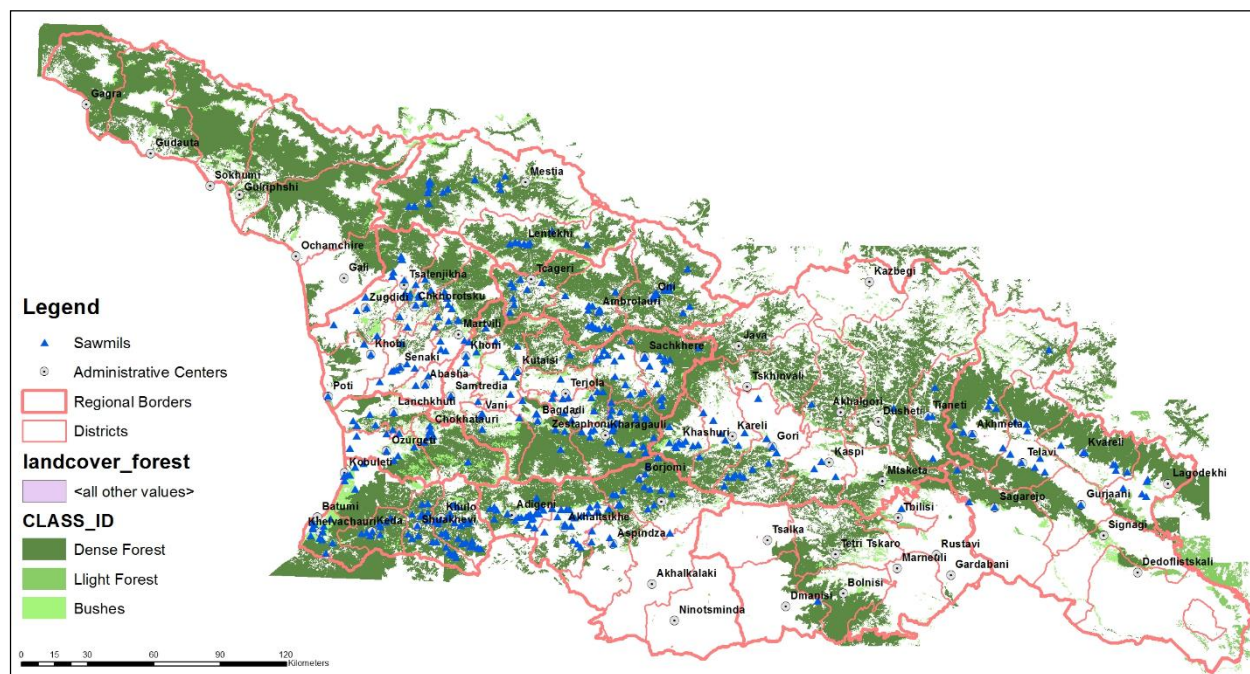 Gagra
Gudauta
Sokhumi
Gulriphshi
Mestia
Ochamchire
Lentekhi
Gali
Tsalenjikha
Tcageri
Kazbegi
Legend
Zugdidi
Chkhorotsku
Oni
Ambrolauri
Sawmils
Martvili
Khobi
Khoni
Sachkhere
Java
Administrative Centers
Senaki
Kutaisi
Poti
Abasha
Terjola
Tskhinvali
Regional Borders
Samtredia
Lanchkhuti
Vani
Bagdadi
Akhalgori
Dusheti
Tianeti
Districts
Chokhatauri
Zestaphoni
Kharagauli
Kareli
Akhmeta
landcover_forest
Ozurgeti
Khashuri
Gori
Kvareli
<all other values>
Kobuleti
Borjomi
Kaspi
Telavi
Mtsketa
Lagodekhi
CLASS_ID
Batumi
Khulo
Adigeni
Sagarejo
Gurjaani
Khelvachauri
Keda
Shuakhevi
Akhaltsikhe
Tbilisi
Dense Forest
Aspindza
Tsalka
Signagi
Tetri Tskaro
Rustavi
Llight Forest
Marneuli
Gardabani
Dedoflistskali
Akhalkalaki
Bolnisi
Bushes
Dmanisi
Ninotsminda
0 15 30 60 90 120
Kilometers